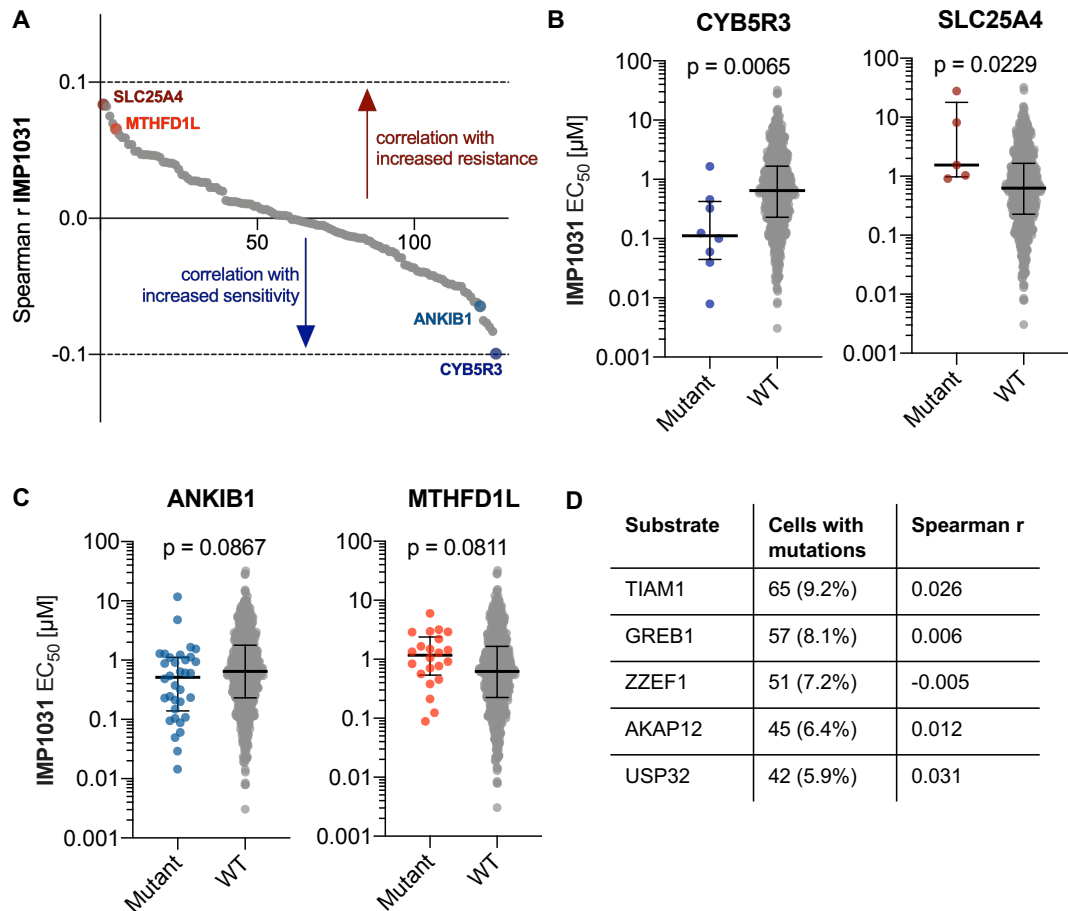 A
Spearman r IMP1031
0.1
0.0
-0.1
50
100
SLC25A4
MTHFD1L
correlation with
increased resistance
correlation with
increased sensitivity
ANKIB1
CYB5R3
B
CYB5R3
p = 0.0065
IMP1031 EC50 [µM]
100
10
1
0.1
0.01
0.001
Mutant
WT
SLC25A4
p = 0.0229
100
10
1
0.1
0.01
0.001
Mutant
WT
C
ANKIB1
p = 0.0867
IMP1031 EC50 [µM]
100
10
1
0.1
0.01
0.001
Mutant
WT
MTHFD1L
p = 0.0811
100
10
1
0.1
0.01
0.001
Mutant
WT
D
Substrate Cells with mutations Spearman r
TIAM1 65 (9.2%) 0.026
GREB1 57 (8.1%) 0.006
ZZEF1 51 (7.2%) -0.005
AKAP12 45 (6.4%) 0.012
USP32 42 (5.9%) 0.031